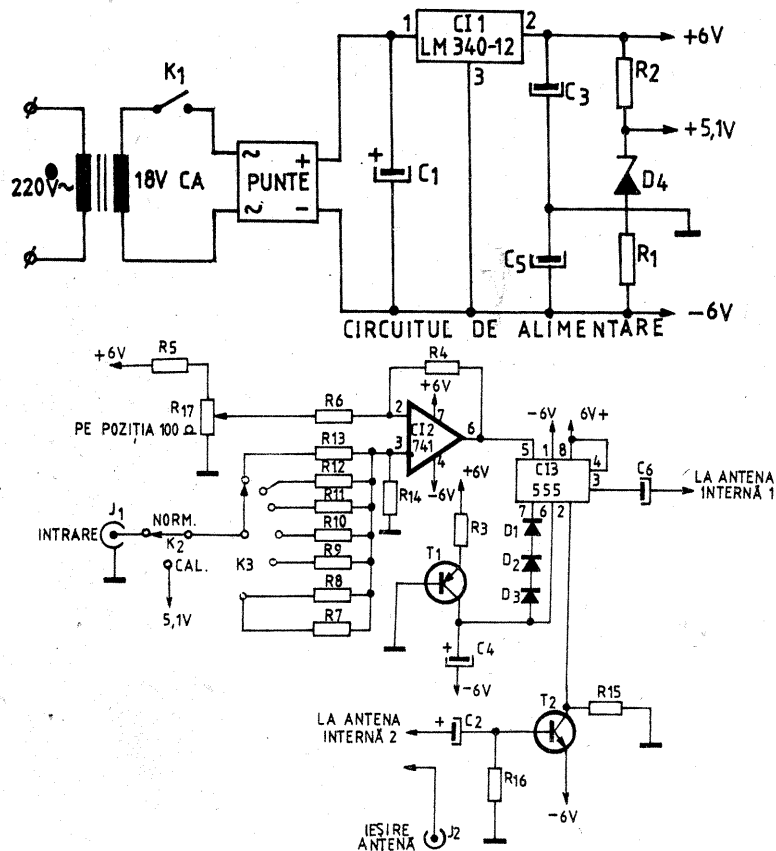 K1
220V~
18V CA
PUNTE
~
~
+
-
+
C1
1
CI 1
LM 340-12
2
3
C3
C5
R2
D4
R1
+6V
+5,1V
-6V
CIRCUITUL DE ALIMENTARE
+6V
R5
R17
PE POZIȚIA 100 Ω
R6
R4
+6V
2
7
CI2
741
6
3
4
-6V
R13
R12
R11
R10
R9
R8
R7
R14
J1
INTRARE
NORM.
K2
CAL.
5,1V
K3
+6V
R3
T1
+
C4
-6V
-6V
6V+
5
1
8
4
CI3
555
3
7
6
2
D1
D2
D3
C6
LA ANTENA
INTERNĂ 1
LA ANTENA
INTERNĂ 2
+
C2
T2
R15
R16
-6V
IEȘIRE
ANTENĂ
J2